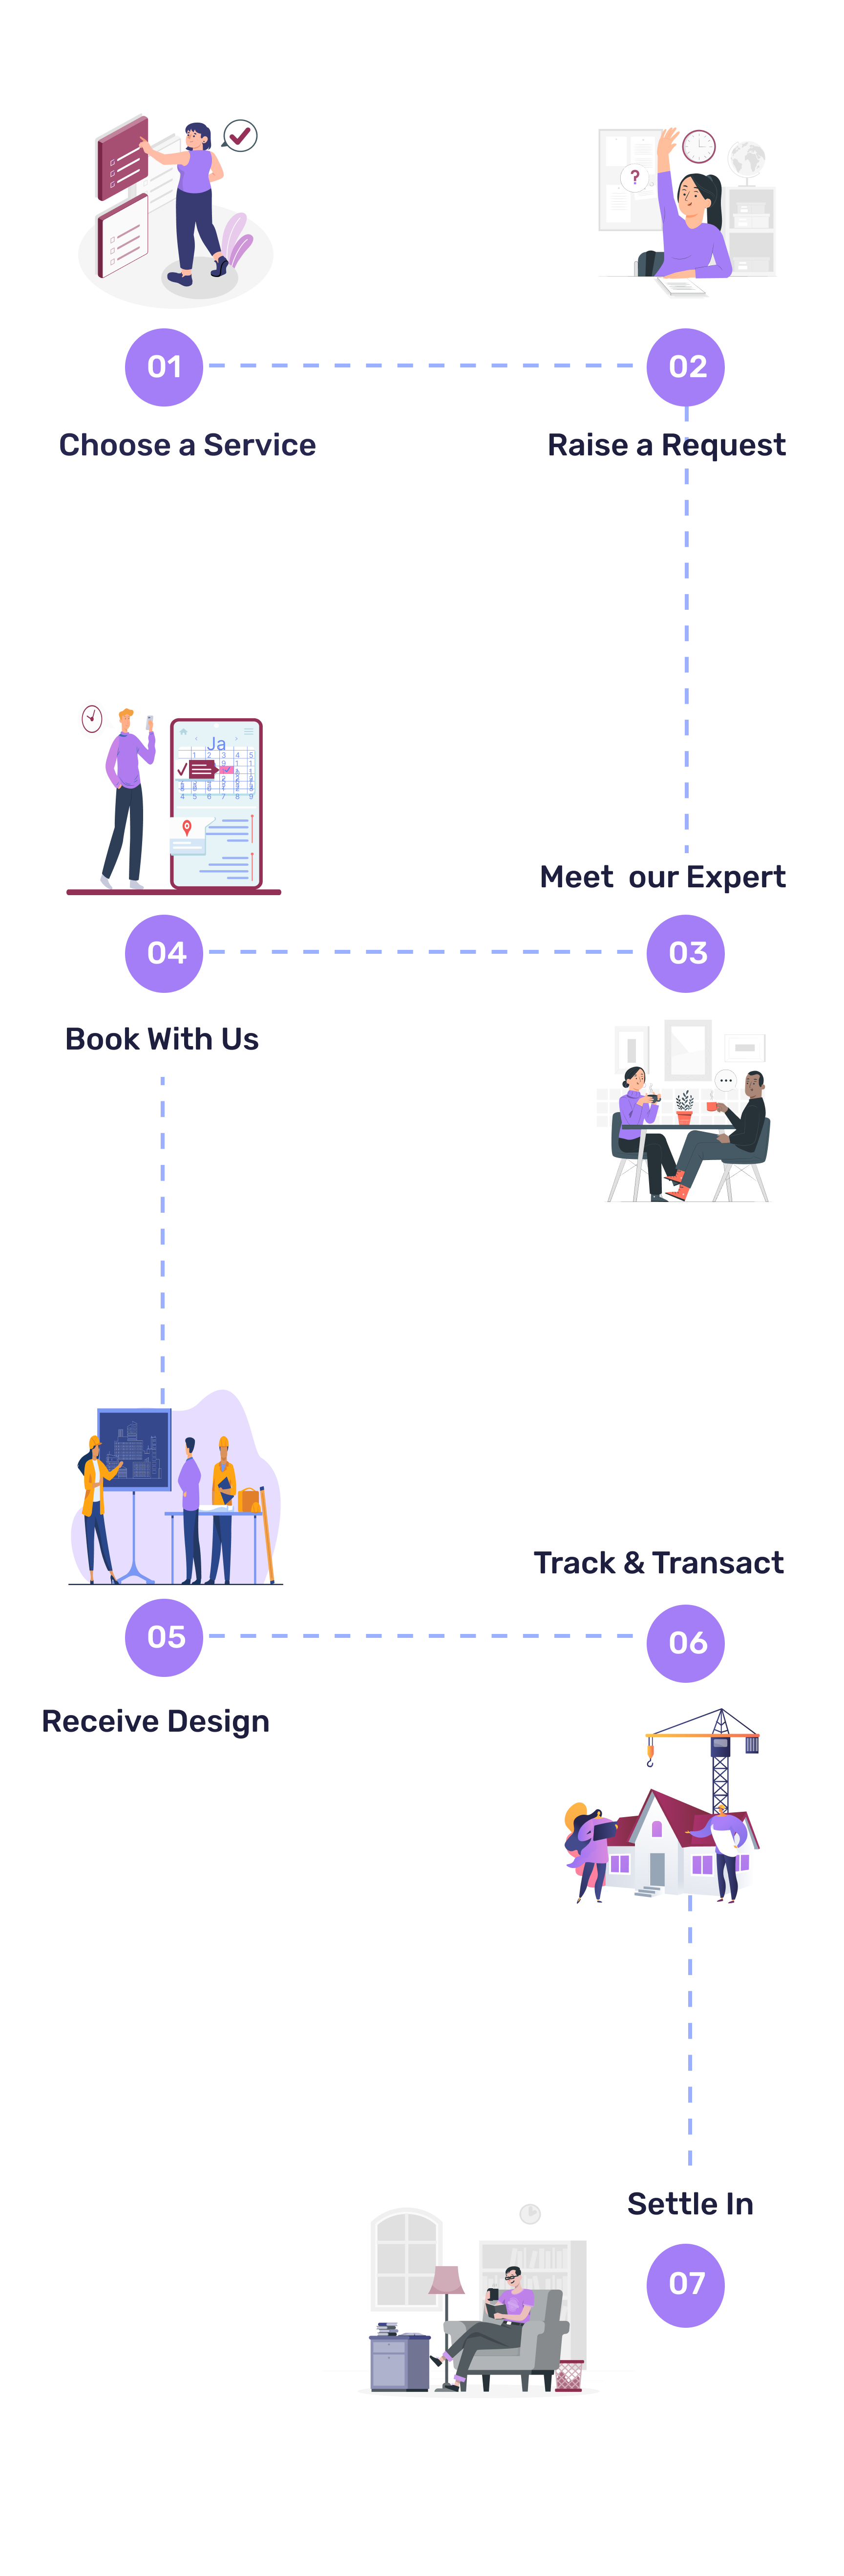 ?
01
02
Choose a Service
Raise a Request
Ja
Meet our Expert
04
03
Book With Us
Track & Transact
05
06
Receive Design
Settle In
07